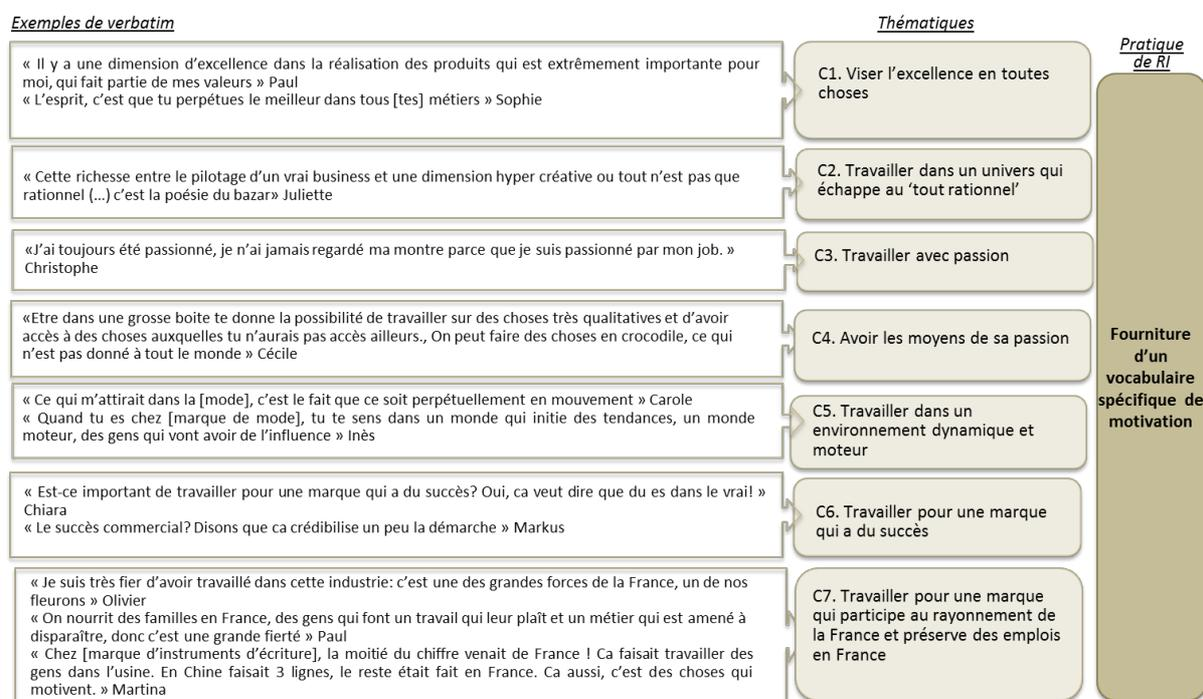 Exemples de verbatim
Thématiques
Pratique
de RI
« Il y a une dimension d’excellence dans la réalisation des produits qui est extrêmement importante pour
moi, qui fait partie de mes valeurs » Paul
« L’esprit, c’est que tu perpétues le meilleur dans tous [tes] métiers » Sophie
C1. Viser l’excellence en toutes
choses
« Cette richesse entre le pilotage d’un vrai business et une dimension hyper créative ou tout n’est pas que
rationnel (…) c’est la poésie du bazar» Juliette
C2. Travailler dans un univers qui
échappe au ‘tout rationnel’
«J’ai toujours été passionné, je n’ai jamais regardé ma montre parce que je suis passionné par mon job. »
Christophe
C3. Travailler avec passion
«Etre dans une grosse boite te donne la possibilité de travailler sur des choses très qualitatives et d’avoir
accès à des choses auxquelles tu n’aurais pas accès ailleurs., On peut faire des choses en crocodile, ce qui
n’est pas donné à tout le monde » Cécile
C4. Avoir les moyens de sa passion
« Ce qui m’attirait dans la [mode], c’est le fait que ce soit perpétuellement en mouvement » Carole
« Quand tu es chez [marque de mode], tu te sens dans un monde qui initie des tendances, un monde
moteur, des gens qui vont avoir de l’influence » Inès
C5. Travailler dans un
environnement dynamique et
moteur
« Est-ce important de travailler pour une marque qui a du succès? Oui, ca veut dire que du es dans le vrai! »
Chiara
« Le succès commercial? Disons que ca crédibilise un peu la démarche » Markus
C6. Travailler pour une marque
qui a du succès
« Je suis très fier d’avoir travaillé dans cette industrie: c’est une des grandes forces de la France, un de nos
fleurons » Olivier
« On nourrit des familles en France, des gens qui font un travail qui leur plaît et un métier qui est amené à
disparaître, donc c’est une grande fierté » Paul
« Chez [marque d’instruments d’écriture], la moitié du chiffre venait de France ! Ca faisait travailler des
gens dans l’usine. En Chine faisait 3 lignes, le reste était fait en France. Ca aussi, c’est des choses qui
motivent. » Martina
C7. Travailler pour une marque
qui participe au rayonnement de
la France et préserve des emplois
en France
Fourniture
d’un
vocabulaire
spécifique de
motivation